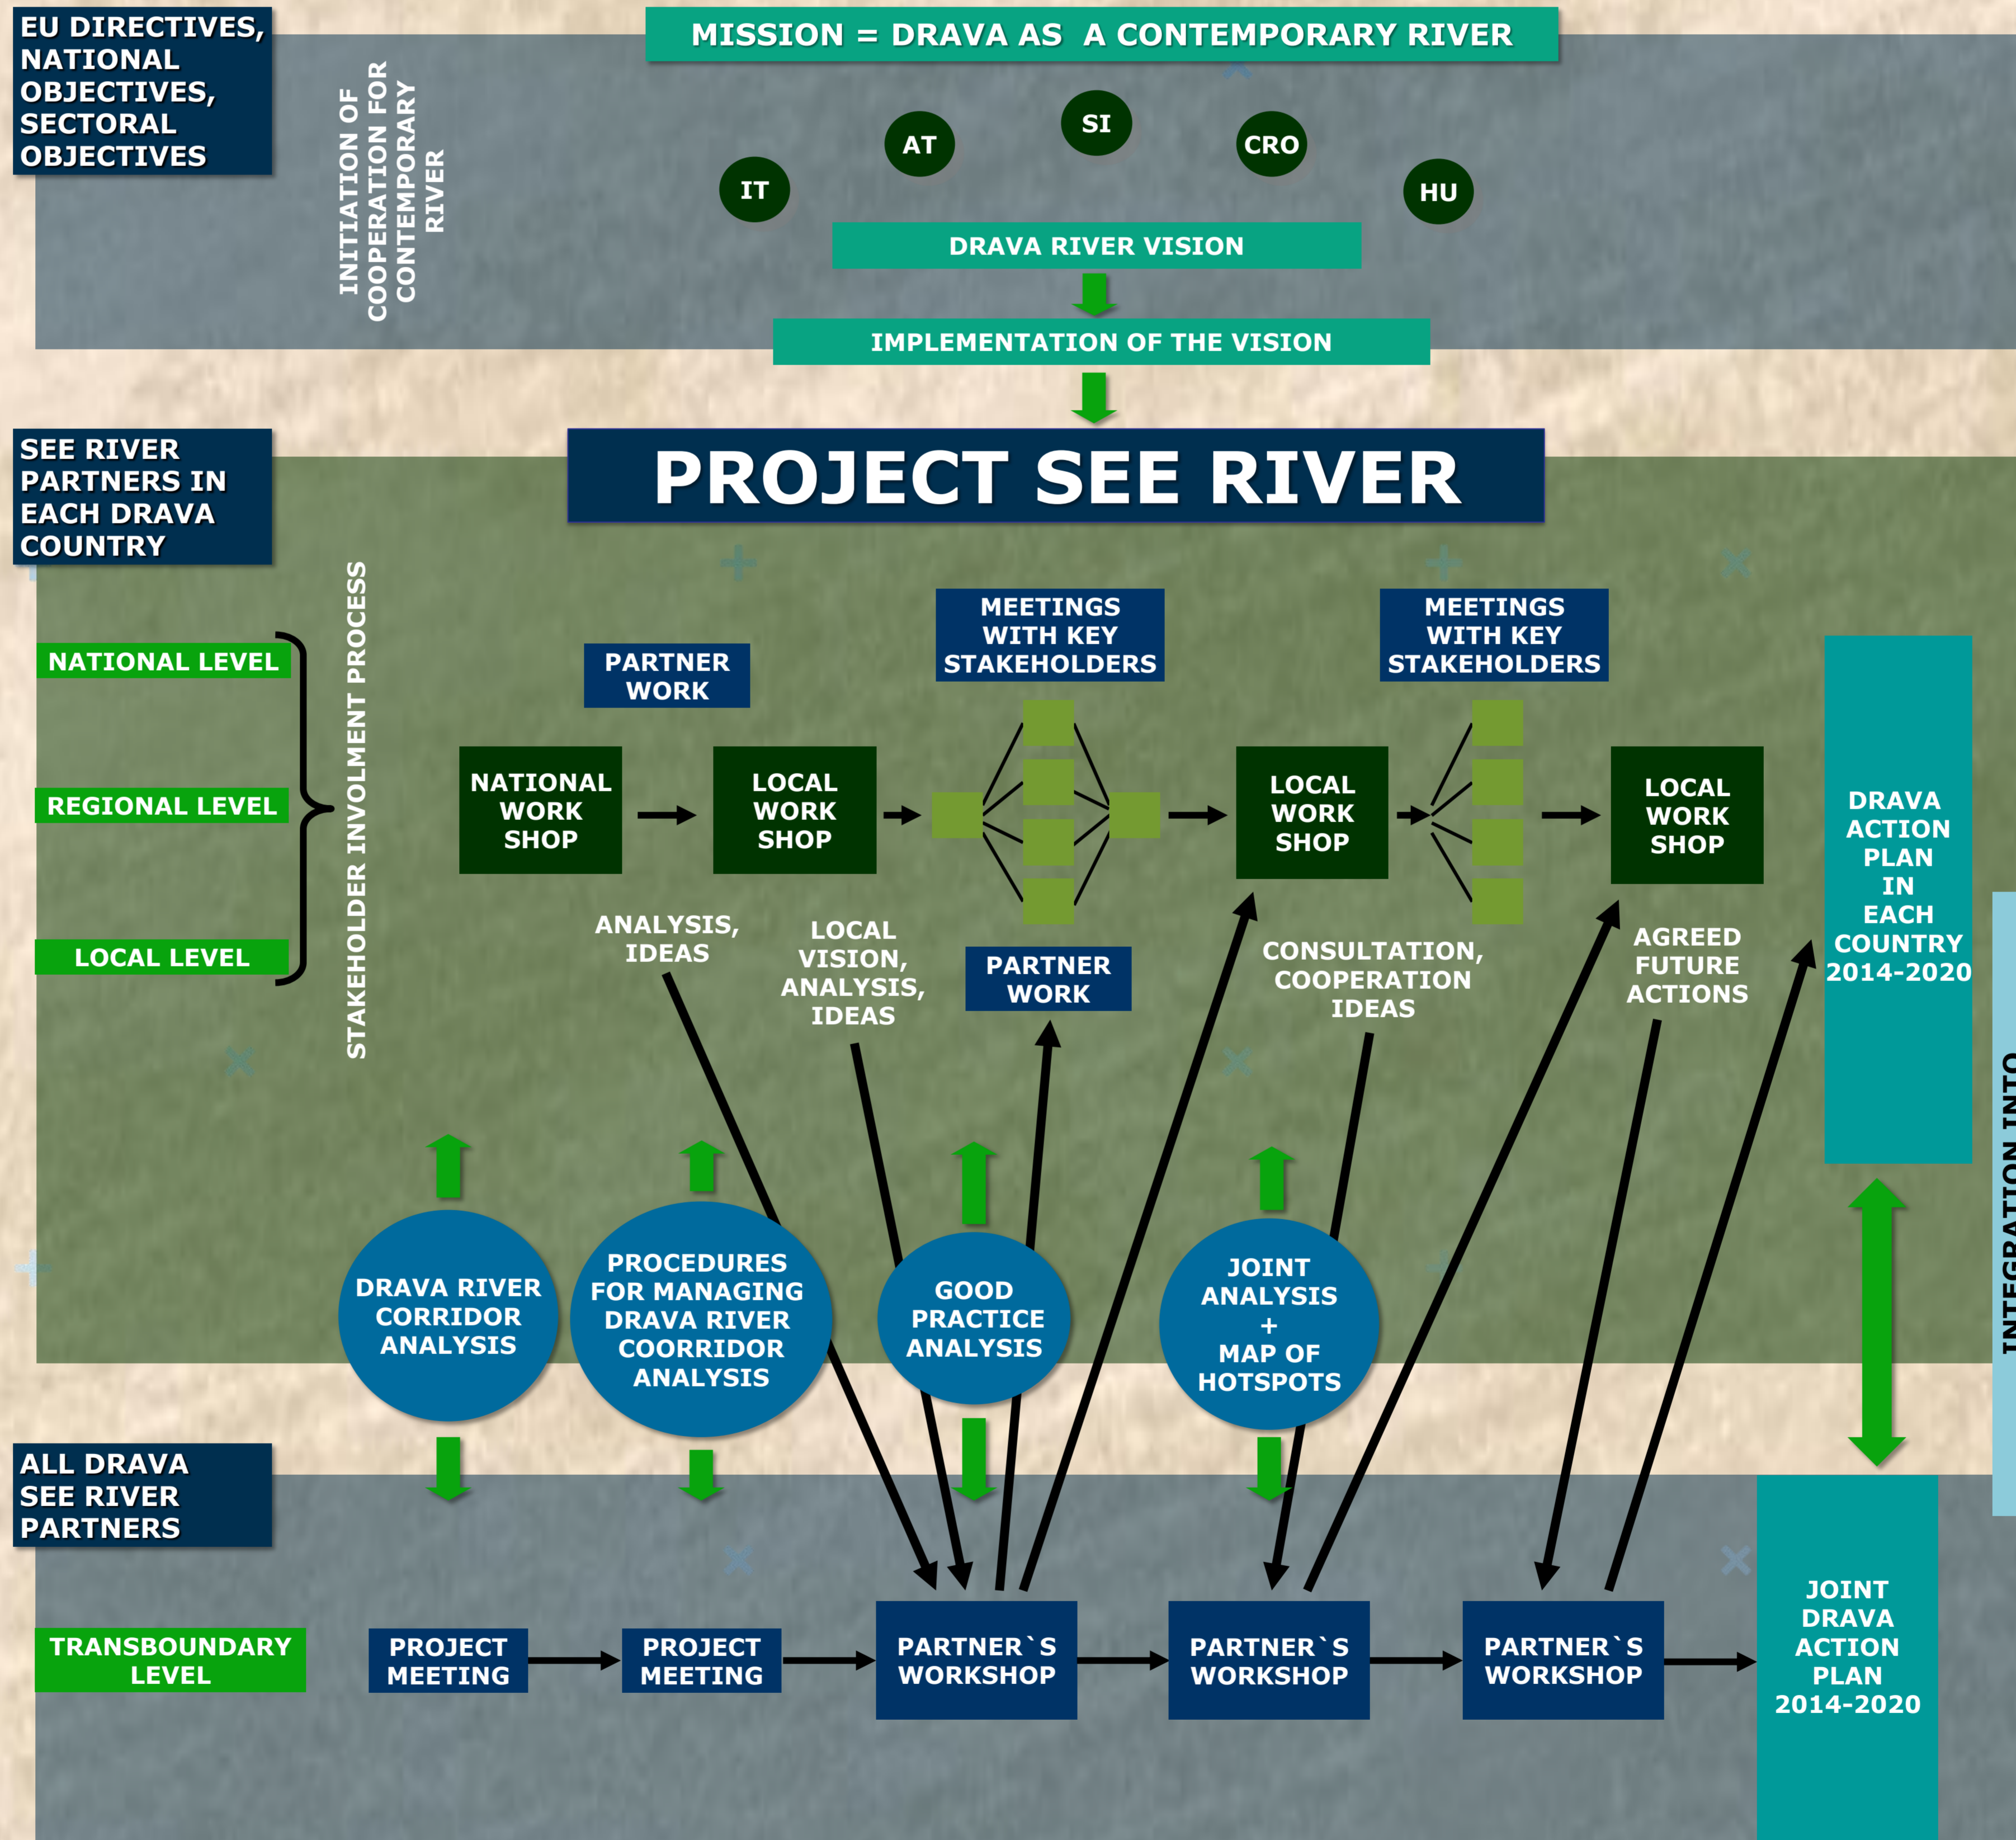 EU DIRECTIVES,
NATIONAL
OBJECTIVES,
SECTORAL
OBJECTIVES
MISSION = DRAVA AS A CONTEMPORARY RIVER
INITIATION OF
COOPERATION FOR
CONTEMPORARY
RIVER
IT
AT
SI
CRO
HU
DRAVA RIVER VISION
IMPLEMENTATION OF THE VISION
SEE RIVER
PARTNERS IN
EACH DRAVA
COUNTRY
PROJECT SEE RIVER
NATIONAL LEVEL
REGIONAL LEVEL
LOCAL LEVEL
STAKEHOLDER INVOLMENT PROCESS
PARTNER
WORK
MEETINGS
WITH KEY
STAKEHOLDERS
MEETINGS
WITH KEY
STAKEHOLDERS
NATIONAL
WORK
SHOP
LOCAL
WORK
SHOP
LOCAL
WORK
SHOP
LOCAL
WORK
SHOP
DRAVA
ACTION
PLAN
IN
EACH
COUNTRY
2014-2020
ANALYSIS,
IDEAS
LOCAL
VISION,
ANALYSIS,
IDEAS
PARTNER
WORK
CONSULTATION,
COOPERATION
IDEAS
AGREED
FUTURE
ACTIONS
INTEGRATION INTO
DRAVA RIVER
CORRIDOR
ANALYSIS
PROCEDURES
FOR MANAGING
DRAVA RIVER
COORRIDOR
ANALYSIS
GOOD
PRACTICE
ANALYSIS
JOINT
ANALYSIS
+
MAP OF
HOTSPOTS
ALL DRAVA
SEE RIVER
PARTNERS
TRANSBOUNDARY
LEVEL
PROJECT
MEETING
PROJECT
MEETING
PARTNER`S
WORKSHOP
PARTNER`S
WORKSHOP
PARTNER`S
WORKSHOP
JOINT
DRAVA
ACTION
PLAN
2014-2020